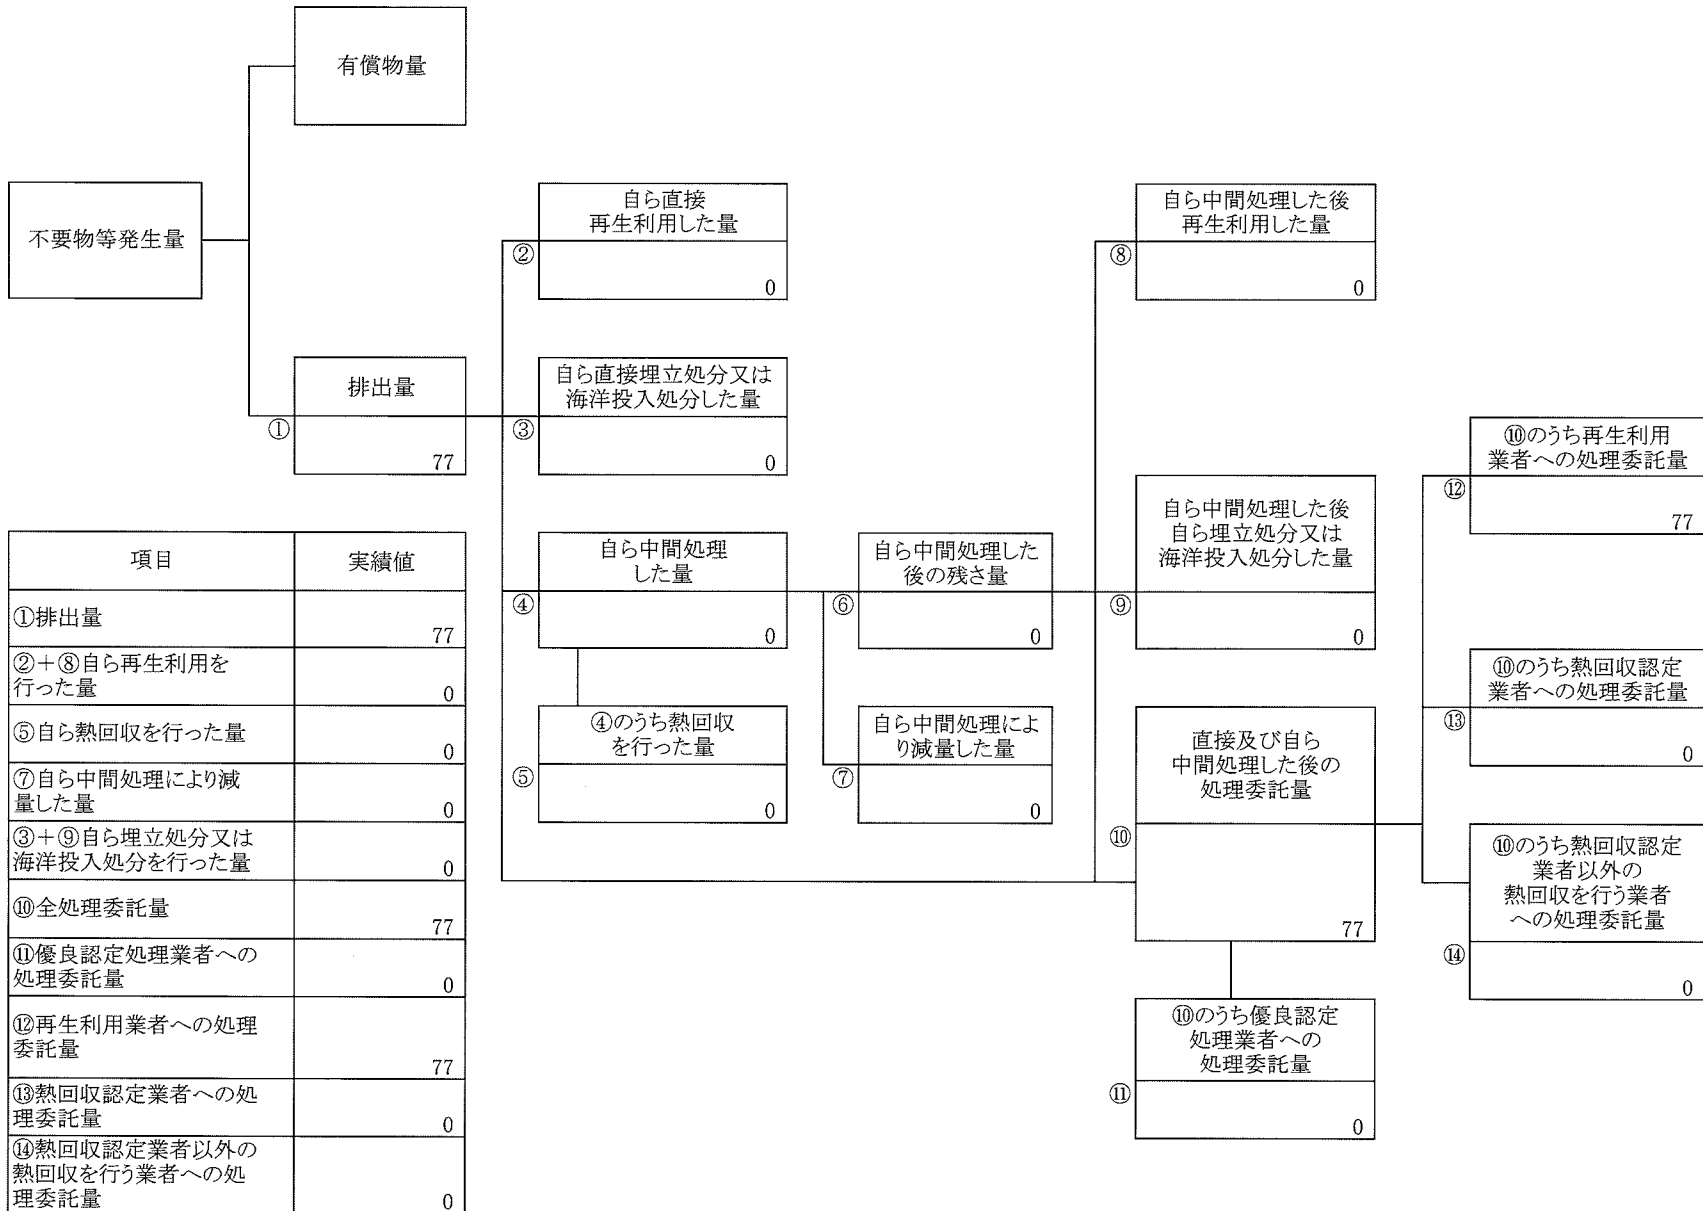 有償物量
不要物等発生量
排出量
①
77
自ら直接
再生利用した量
②
0
自ら直接埋立処分又は
海洋投入処分した量
③
0
自ら中間処理
した量
④
0
④のうち熱回収
を行った量
⑤
0
自ら中間処理した
後の残さ量
⑥
0
自ら中間処理によ
り減量した量
⑦
0
自ら中間処理した後
再生利用した量
⑧
0
自ら中間処理した後
自ら埋立処分又は
海洋投入処分した量
⑨
0
直接及び自ら
中間処理した後の
処理委託量
⑩
77
⑩のうち優良認定
処理業者への
処理委託量
⑪
0
⑩のうち再生利用
業者への処理委託量
⑫
77
⑩のうち熱回収認定
業者への処理委託量
⑬
0
⑩のうち熱回収認定
業者以外の
熱回収を行う業者
への処理委託量
⑭
0
項目 実績値
①排出量
77
②+⑧自ら再生利用を
行った量
0
⑤自ら熱回収を行った量
0
⑦自ら中間処理により減
量した量
0
③+⑨自ら埋立処分又は
海洋投入処分を行った量
0
⑩全処理委託量
77
⑪優良認定処理業者への
処理委託量
0
⑫再生利用業者への処理
委託量
77
⑬熱回収認定業者への処
理委託量
0
⑭熱回収認定業者以外の
熱回収を行う業者への処
理委託量
0